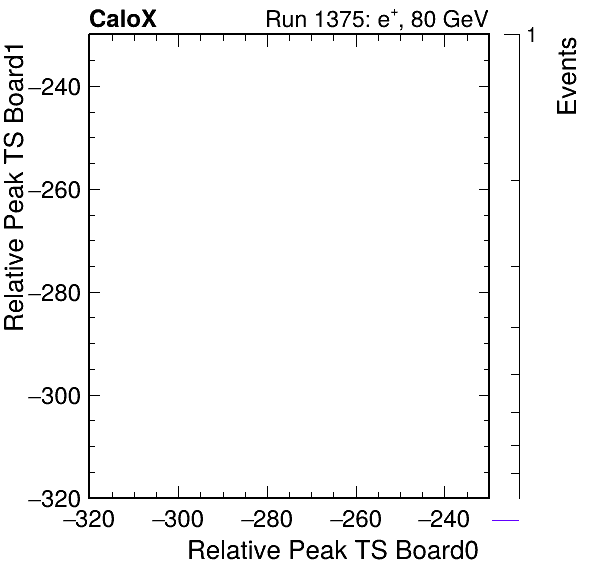 CaloX Run 1375: e⁺, 80 GeV
Relative Peak TS Board1
−240
−260
−280
−300
−320
−320 −300 −280 −260 −240
Relative Peak TS Board0
1
Events